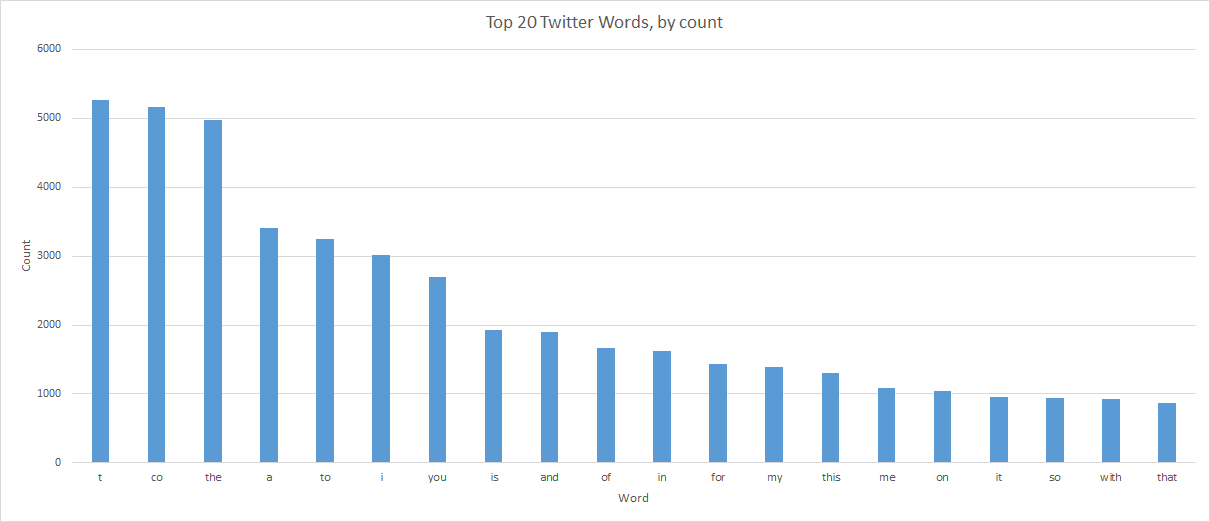 Top 20 Twitter Words, by count
6000
5000
4000
3000
2000
1000
0
Count
t co the a to i you is and of in for my this me on it so with that
Word